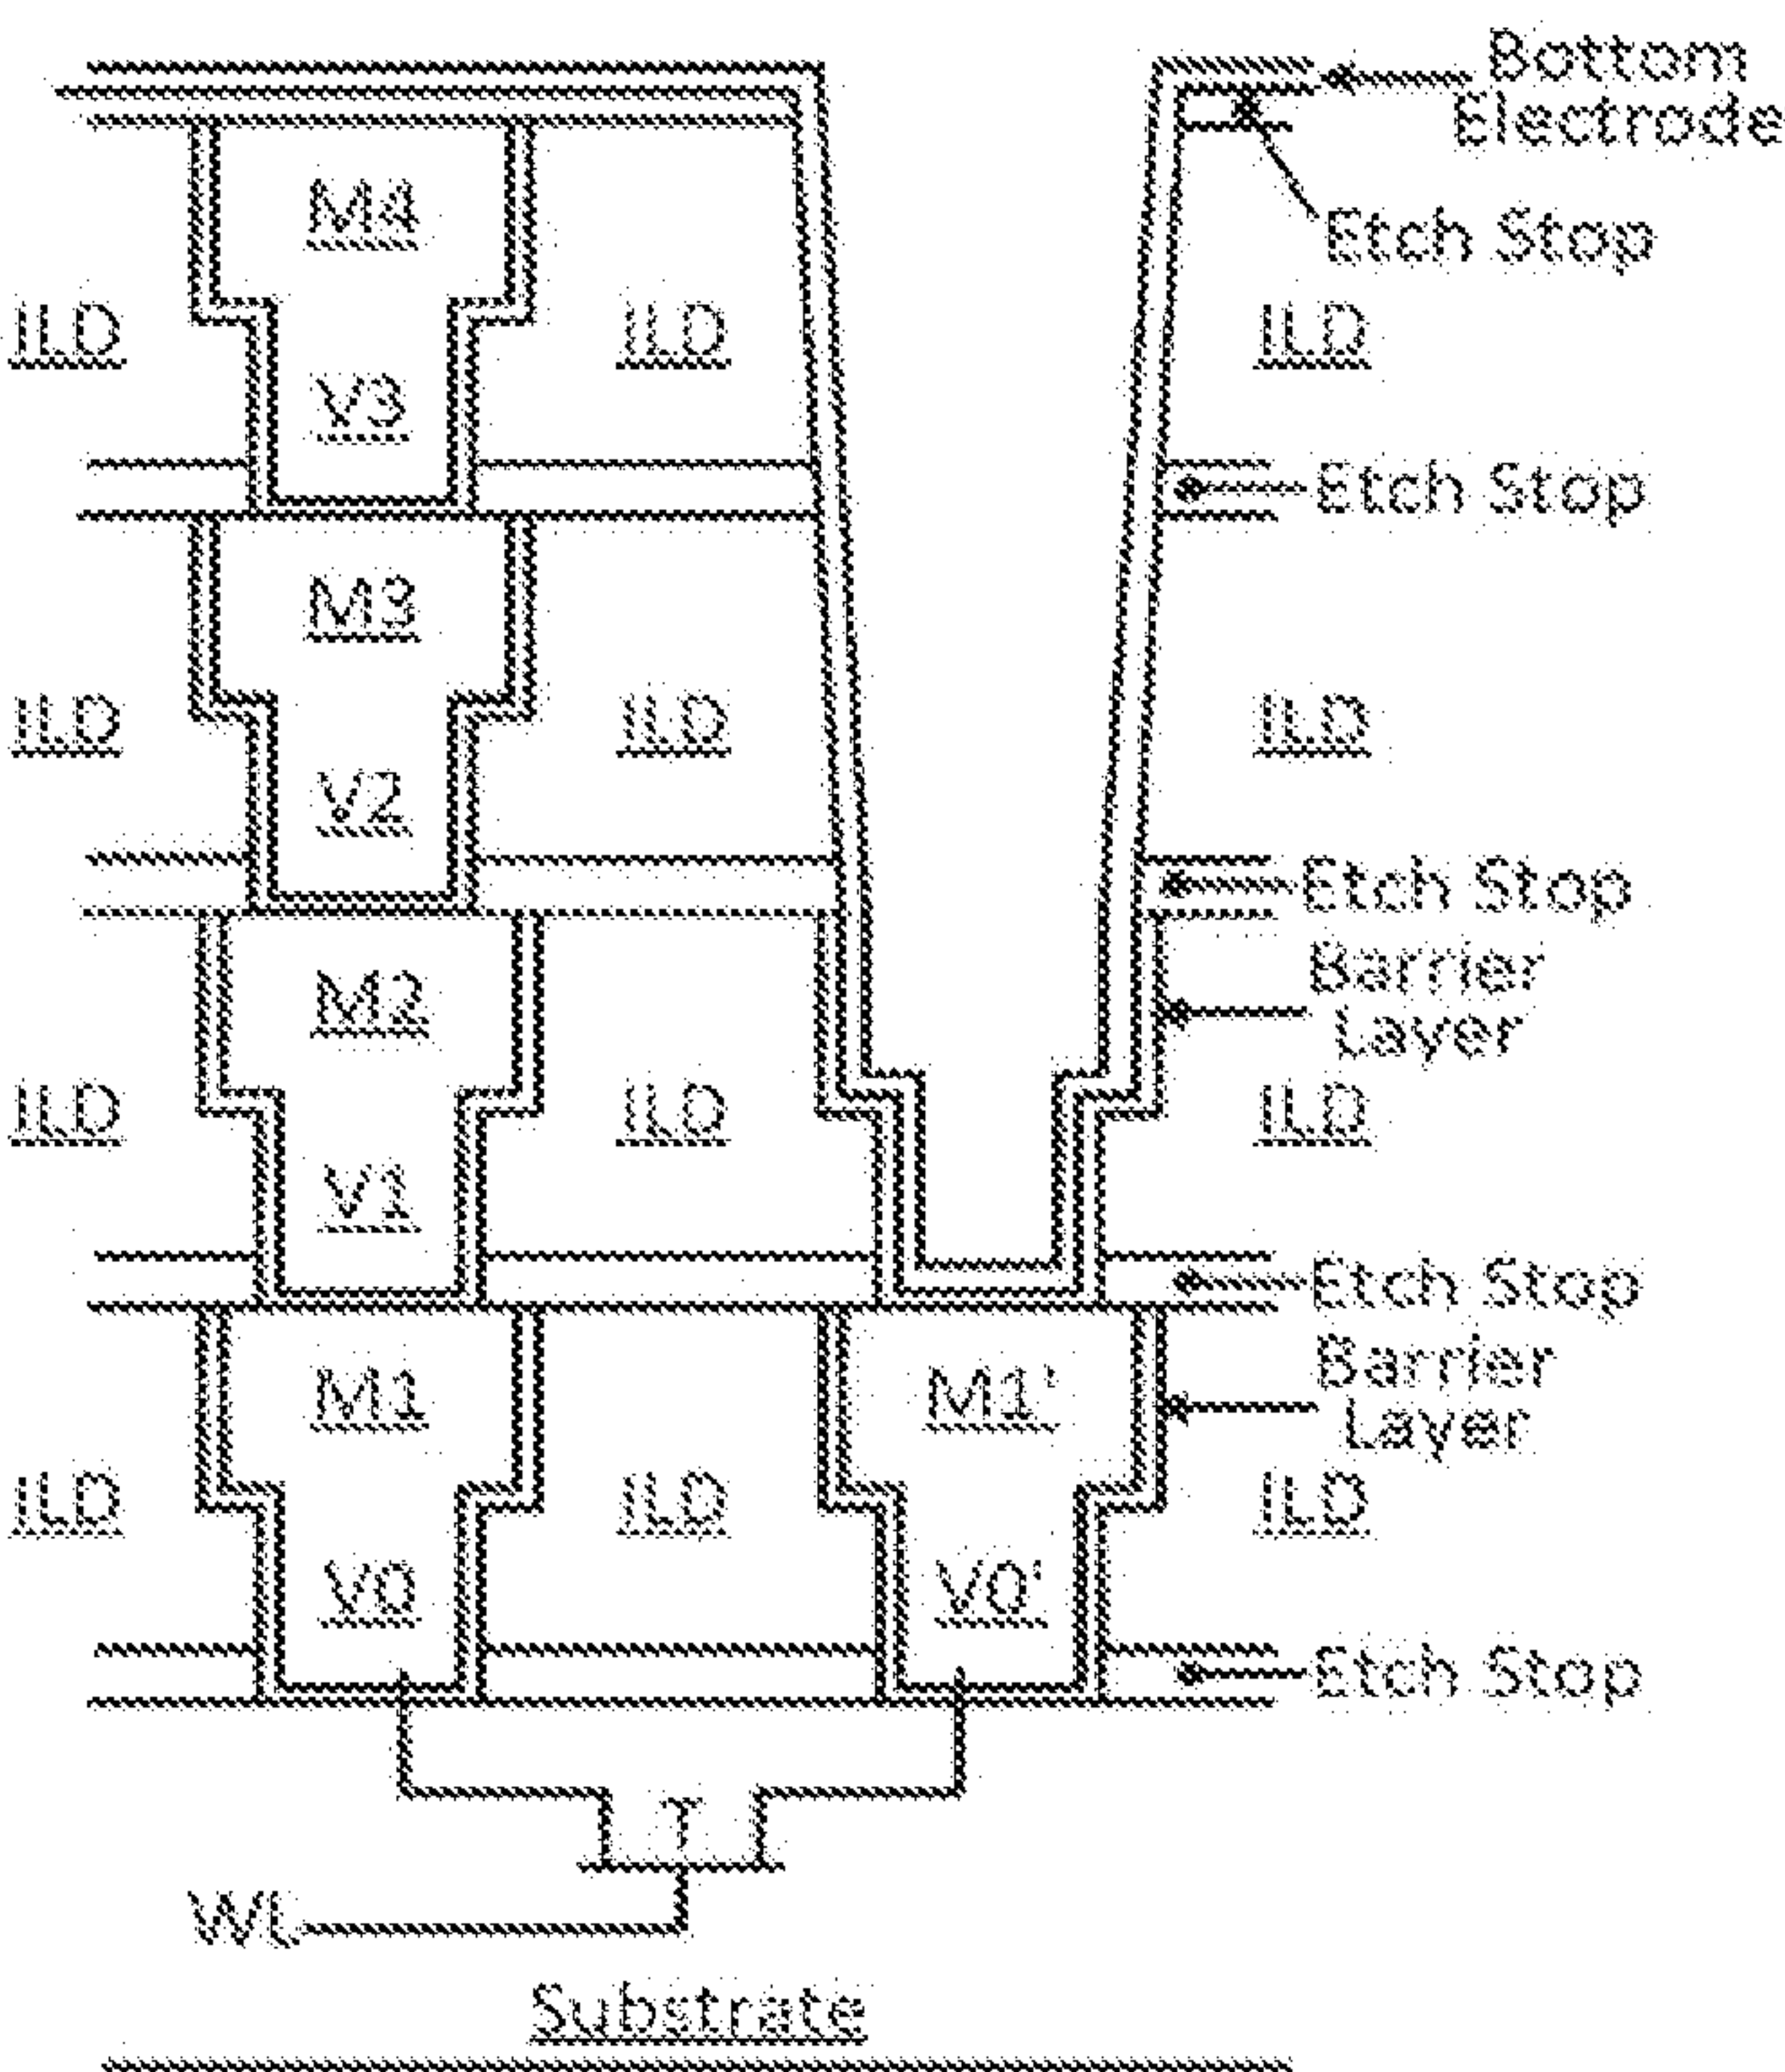 Bottom
Electrode
M4
Etch Stop
ILD ILD ILD
V3
Etch Stop
M3
ILD ILD ILD
V2
Etch Stop
M2
Barrier
Layer
ILD ILD ILD
V1
Etch Stop
M1 M1'
Barrier
Layer
ILD ILD ILD
V0 V0'
Etch Stop
T
WL
Substrate